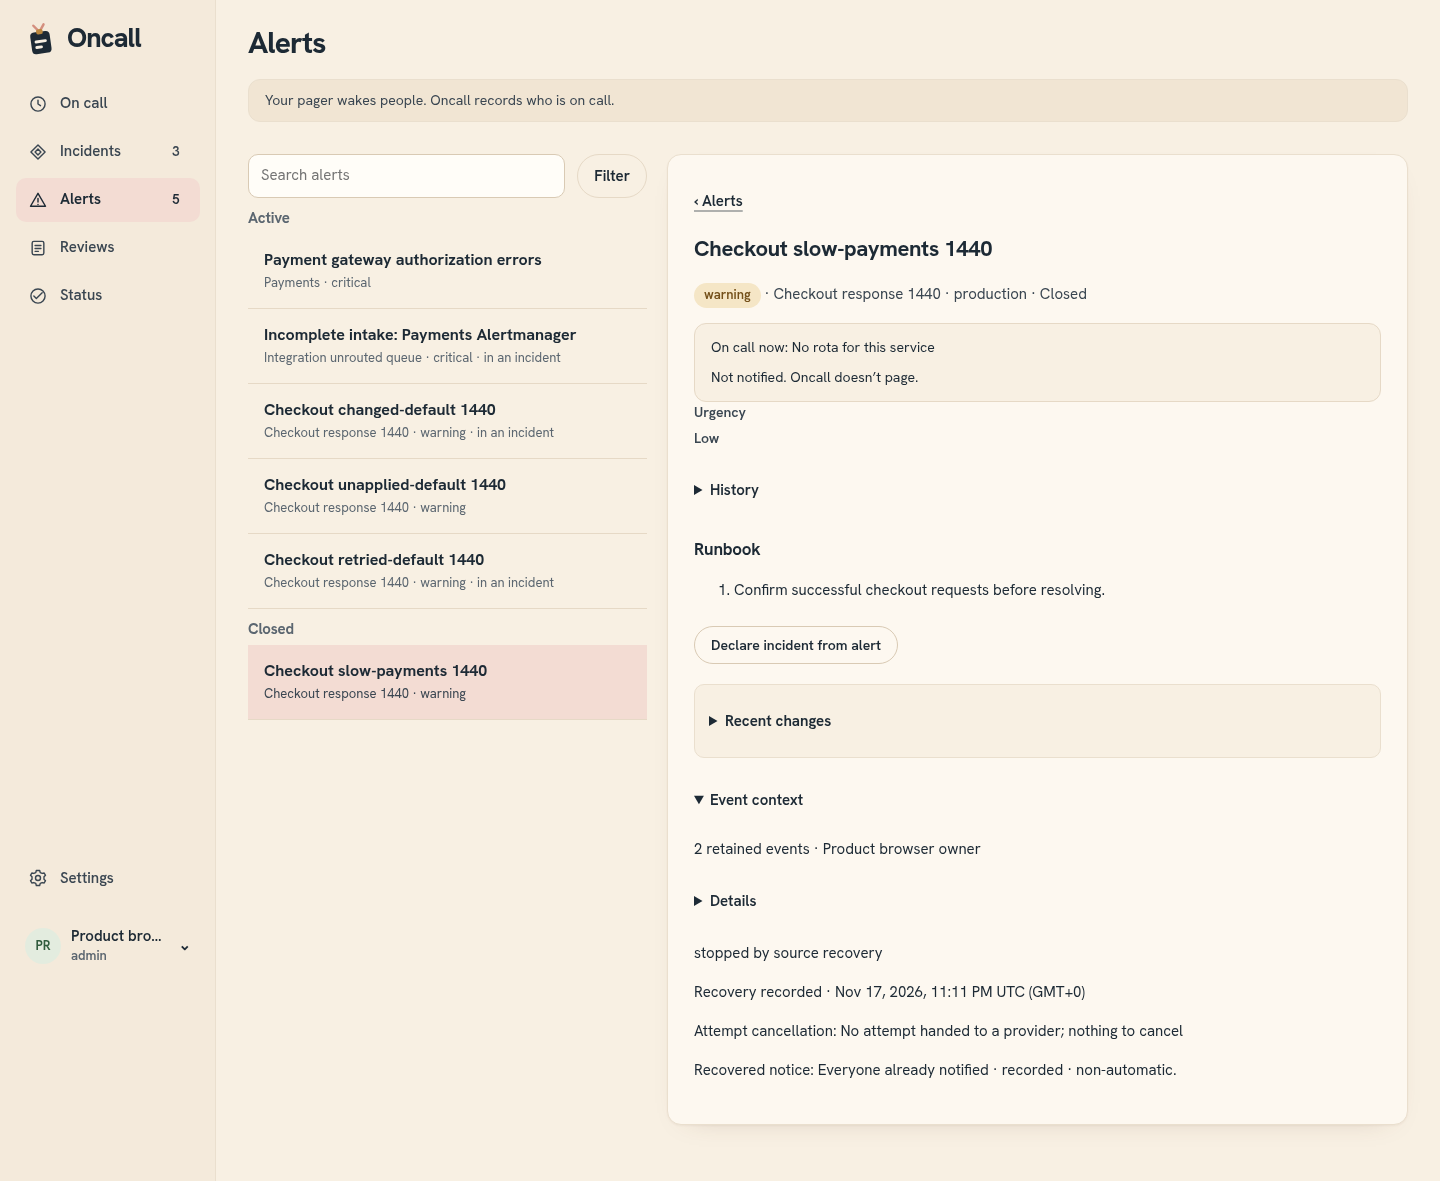 Oncall
On call
Incidents 3
Alerts 5
Reviews
Status
Settings
PR
Product bro...
admin
Alerts
Your pager wakes people. Oncall records who is on call.
Search alerts
Filter
Active
Payment gateway authorization errors
Payments · critical
Incomplete intake: Payments Alertmanager
Integration unrouted queue · critical · in an incident
Checkout changed-default 1440
Checkout response 1440 · warning · in an incident
Checkout unapplied-default 1440
Checkout response 1440 · warning
Checkout retried-default 1440
Checkout response 1440 · warning · in an incident
Closed
Checkout slow-payments 1440
Checkout response 1440 · warning
‹ Alerts
Checkout slow-payments 1440
warning · Checkout response 1440 · production · Closed
On call now: No rota for this service
Not notified. Oncall doesn’t page.
Urgency
Low
History
Runbook
1. Confirm successful checkout requests before resolving.
Declare incident from alert
Recent changes
Event context
2 retained events · Product browser owner
Details
stopped by source recovery
Recovery recorded · Nov 17, 2026, 11:11 PM UTC (GMT+0)
Attempt cancellation: No attempt handed to a provider; nothing to cancel
Recovered notice: Everyone already notified · recorded · non-automatic.